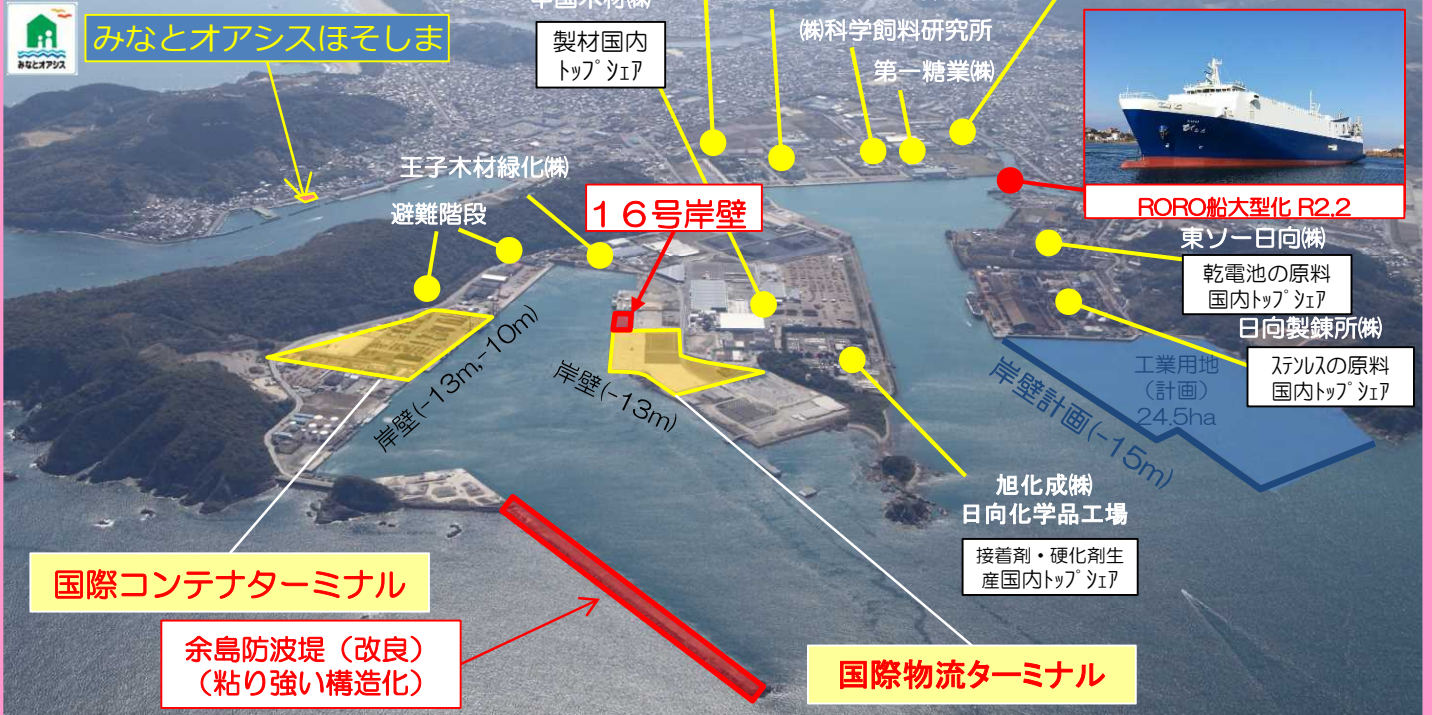 みなとオアシス
みなとオアシスほそしま
製材国内
トップシェア
㈱科学飼料研究所
第一糖業㈱
RORO船大型化 R2.2
王子木材緑化㈱
避難階段
16号岸壁
東ソー日向㈱
乾電池の原料
国内トップシェア
日向製錬所㈱
ステンレスの原料
国内トップシェア
工業用地
(計画)
24.5ha
岸壁計画(-15m)
岸壁(-13m,-10m)
岸壁(-13m)
旭化成㈱
日向化学品工場
接着剤・硬化剤生
産国内トップシェア
国際コンテナターミナル
余島防波堤(改良)
(粘り強い構造化)
国際物流ターミナル